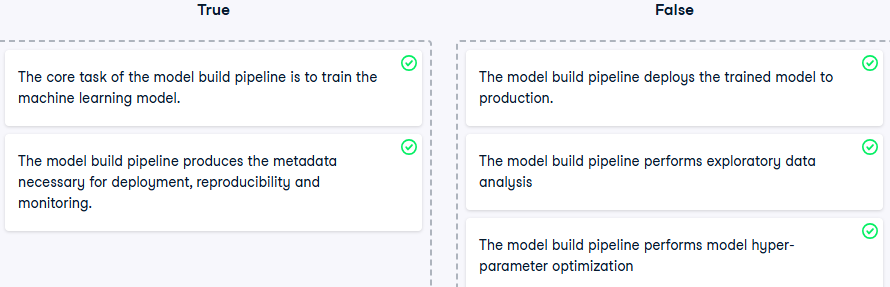 True
The core task of the model build pipeline is to train the
machine learning model.
The model build pipeline produces the metadata
necessary for deployment, reproducibility and
monitoring.
False
The model build pipeline deploys the trained model to
production.
The model build pipeline performs exploratory data
analysis
The model build pipeline performs model hyper-
parameter optimization